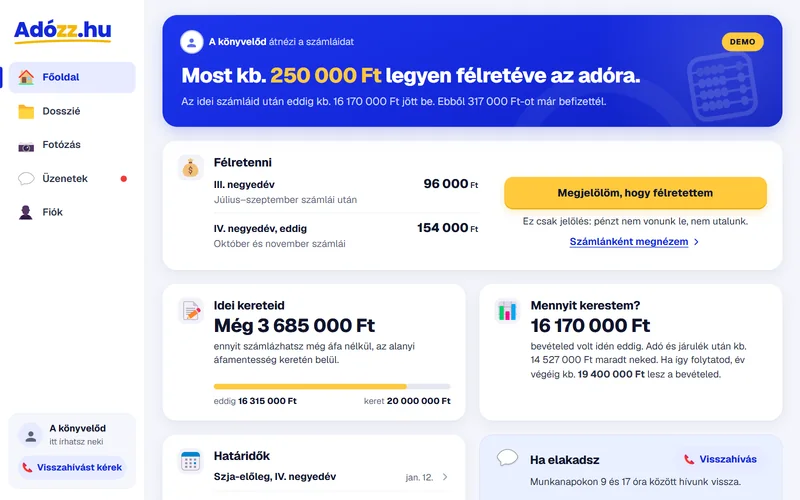 Adózz.hu
Főoldal
Dosszié
Fotózás
Üzenetek
Fiók
A könyvelőd
itt írhatsz neki
Visszahívást kérek
A könyvelőd átnézi a számláidat
DEMO
Most kb. 250 000 Ft legyen félretéve az adóra.
Az idei számláid után eddig kb. 16 170 000 Ft jött be. Ebből 317 000 Ft-ot már befizettél.
Félretenni
III. negyedév
96 000 Ft
Július–szeptember számlái után
IV. negyedév, eddig
154 000 Ft
Október és november számlái
Megjelölöm, hogy félretettem
Ez csak jelölés: pénzt nem vonunk le, nem utalunk.
Számlánként megnézem
Idei kereteid
Még 3 685 000 Ft
ennyit számlázhatsz még áfa nélkül, az alanyi
áfamentesség keretén belül.
eddig 16 315 000 Ft
keret 20 000 000 Ft
Mennyit kerestem?
16 170 000 Ft
bevételed volt idén eddig. Adó és járulék után kb.
14 527 000 Ft maradt neked. Ha így folytatod, év
végéig kb. 19 400 000 Ft lesz a bevételed.
Határidők
Szja-előleg, IV. negyedév
jan. 12.
Ha elakadsz
Visszahívás
Munkanapokon 9 és 17 óra között hívunk vissza.